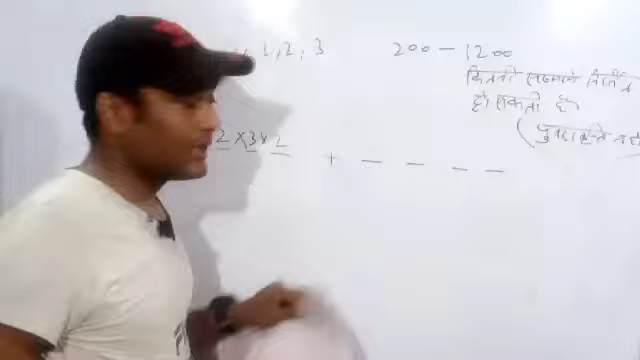 1, 2, 3 200 - 1200
कितनी संख्याये निर्मित
हो सकती है
2 × 3 × 2 + _ _ _ _